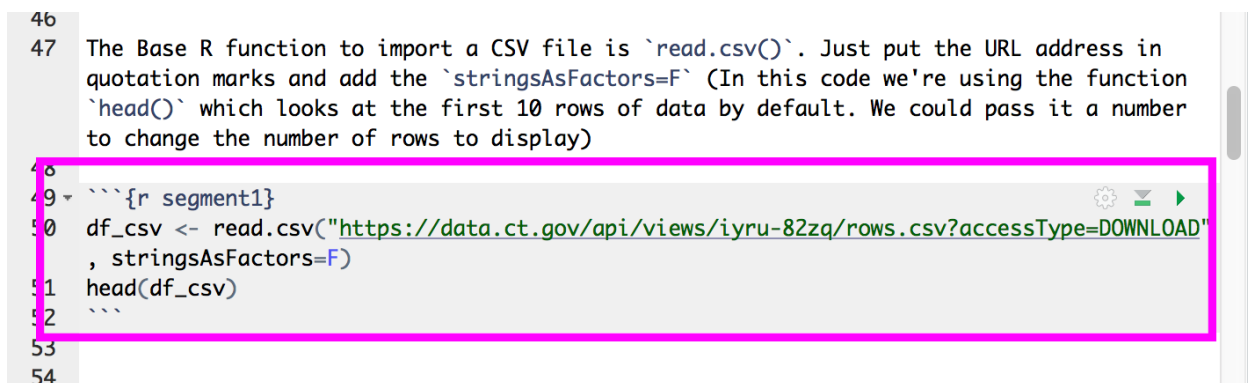 46
47 The Base R function to import a CSV file is `read.csv()`. Just put the URL address in
quotation marks and add the `stringsAsFactors=F` (In this code we're using the function
`head()` which looks at the first 10 rows of data by default. We could pass it a number
to change the number of rows to display)
48
49 ```{r segment1}
50 df_csv <- read.csv("https://data.ct.gov/api/views/iyru-82zq/rows.csv?accessType=DOWNLOAD"
, stringsAsFactors=F)
51 head(df_csv)
52 ```
53
54